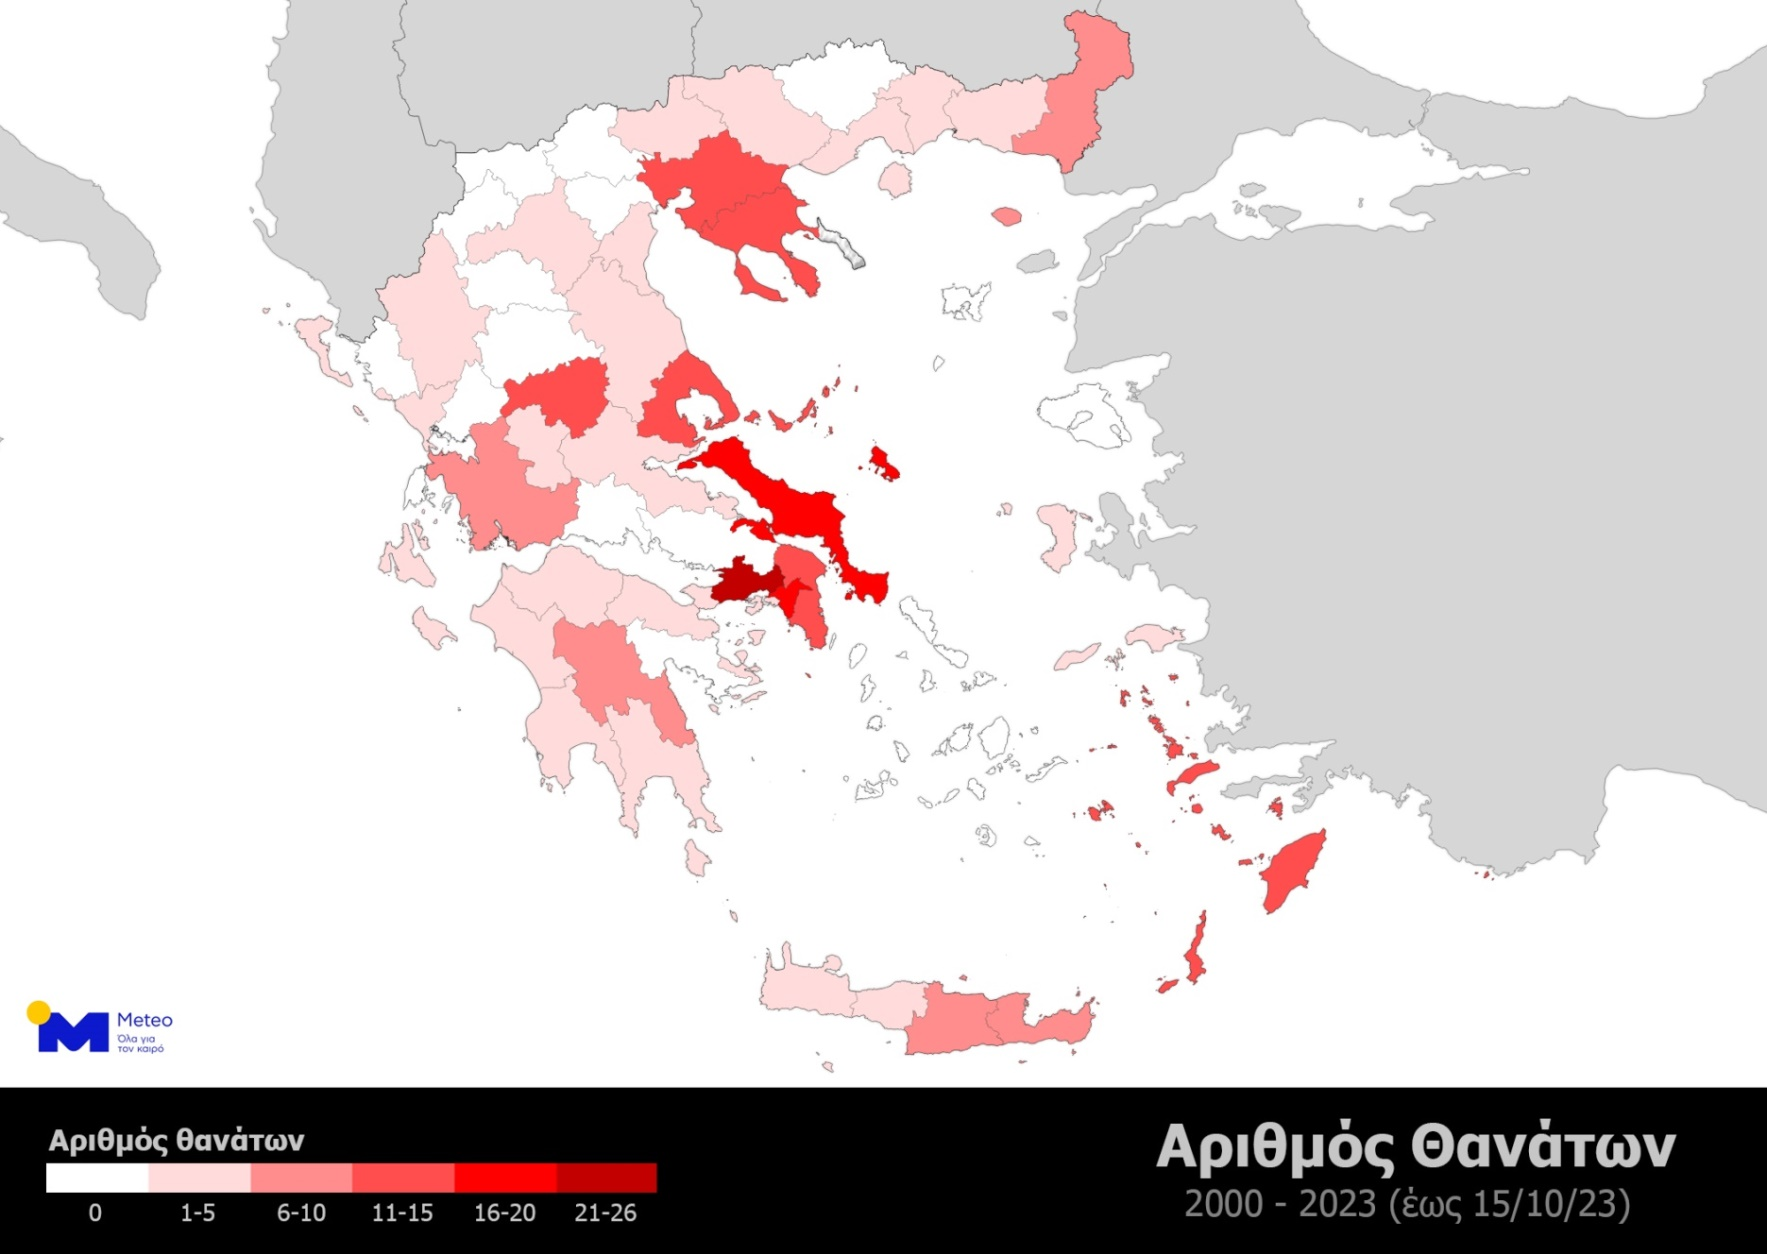 Meteo
Όλα για
τον καιρό
Αριθμός θανάτων
0 1-5 6-10 11-15 16-20 21-26
Αριθμός Θανάτων
2000 - 2023 (έως 15/10/23)